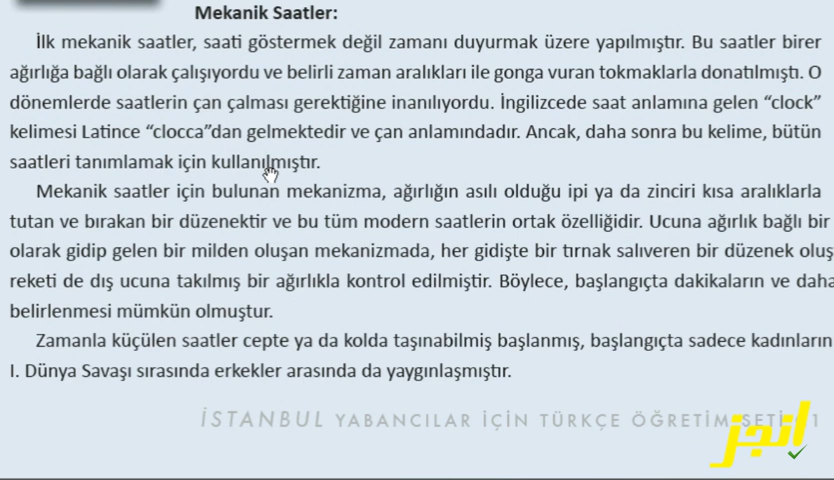 Mekanik Saatler:
İlk mekanik saatler, saati göstermek değil zamanı duyurmak üzere yapılmıştır. Bu saatler birer
ağırlığa bağlı olarak çalışıyordu ve belirli zaman aralıkları ile gonga vuran tokmaklarla donatılmıştı. O
dönemlerde saatlerin çan çalması gerektiğine inanılıyordu. İngilizcede saat anlamına gelen “clock”
kelimesi Latince “clocca”dan gelmektedir ve çan anlamındadır. Ancak, daha sonra bu kelime, bütün
saatleri tanımlamak için kullanılmıştır.
Mekanik saatler için bulunan mekanizma, ağırlığın asılı olduğu ipi ya da zinciri kısa aralıklarla
tutan ve bırakan bir düzenektir ve bu tüm modern saatlerin ortak özelliğidir. Ucuna ağırlık bağlı bir
olarak gidip gelen bir milden oluşan mekanizmada, her gidişte bir tırnak salıveren bir düzenek oluş
reketi de dış ucuna takılmış bir ağırlıkla kontrol edilmiştir. Böylece, başlangıçta dakikaların ve daha
belirlenmesi mümkün olmuştur.
Zamanla küçülen saatler cepte ya da kolda taşınabilmiş başlanmış, başlangıçta sadece kadınların
I. Dünya Savaşı sırasında erkekler arasında da yaygınlaşmıştır.
İSTANBUL YABANCILAR İÇİN TÜRKÇE ÖĞRETİM SETİ
انجز